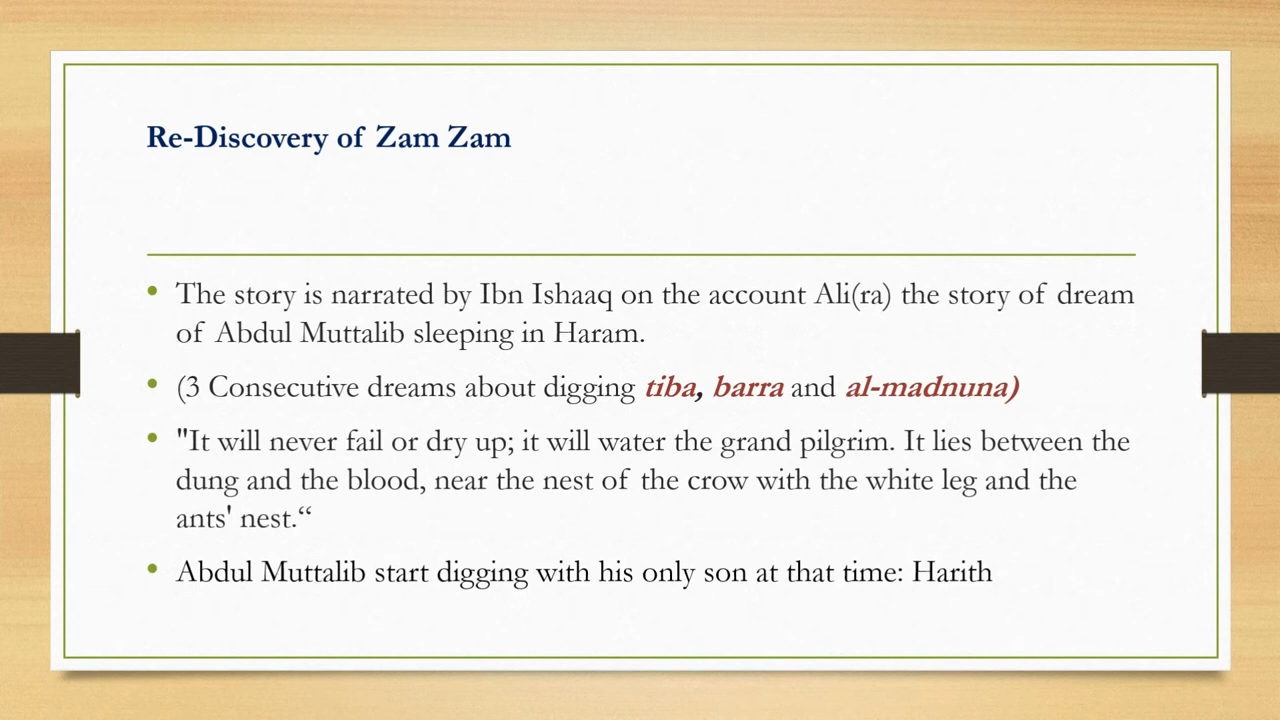 Re-Discovery of Zam Zam
• The story is narrated by Ibn Ishaaq on the account Ali(ra) the story of dream
of Abdul Muttalib sleeping in Haram.
• (3 Consecutive dreams about digging tiba, barra and al-madnuna)
• "It will never fail or dry up; it will water the grand pilgrim. It lies between the
dung and the blood, near the nest of the crow with the white leg and the
ants' nest.“
• Abdul Muttalib start digging with his only son at that time: Harith